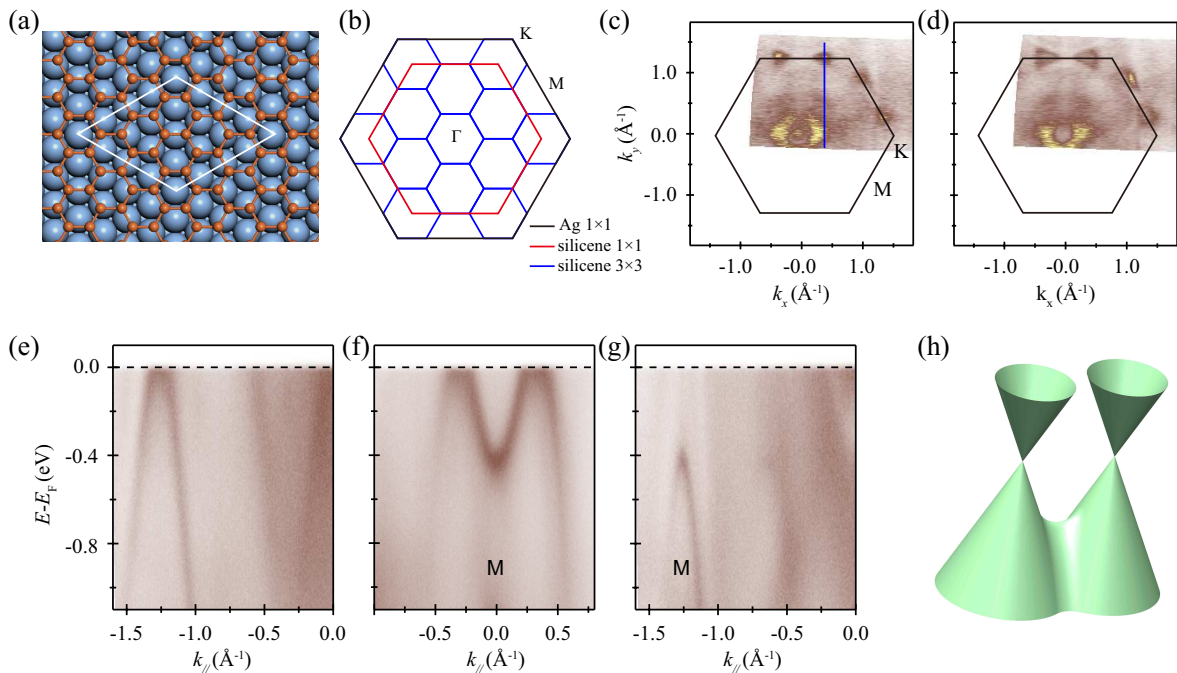 (a)
(b)
K
M
Γ
Ag 1×1
silicene 1×1
silicene 3×3
(c)
1.0
0.0
-1.0
k_y (Å⁻¹)
-1.0
-0.0
1.0
k_x (Å⁻¹)
K
M
(d)
-1.0
-0.0
1.0
k_x (Å⁻¹)
(e)
0.0
-0.4
-0.8
E-E_F (eV)
-1.5
-1.0
-0.5
0.0
k_// (Å⁻¹)
(f)
M
-0.5
0.0
0.5
k_// (Å⁻¹)
(g)
M
-1.5
-1.0
-0.5
0.0
k_// (Å⁻¹)
(h)